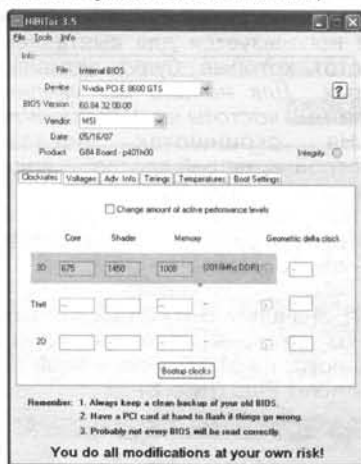 NiBiTor 3.5
File Tools Info
Info
File Internal BIOS
Device Nvidia PCI-E 8600 GTS
?
BIOS Version 60.84.32.00.00
Vendor MSI
Date 05/16/07
Product G84 Board - p401h00
Integrity
Clockrates Voltages Adv. Info Timings Temperatures Boot Settings
Change amount of active performance levels
Core Shader Memory Geometric delta clock
3D 675 1450 1008 (2016Mhz DDR) -
Thrtl - - - - -
2D - - - - -
Bootup clocks
Remember: 1. Always keep a clean backup of your old BIOS.
2. Have a PCI card at hand to flash if things go wrong.
3. Probably not every BIOS will be read correctly.
You do all modifications at your own risk!